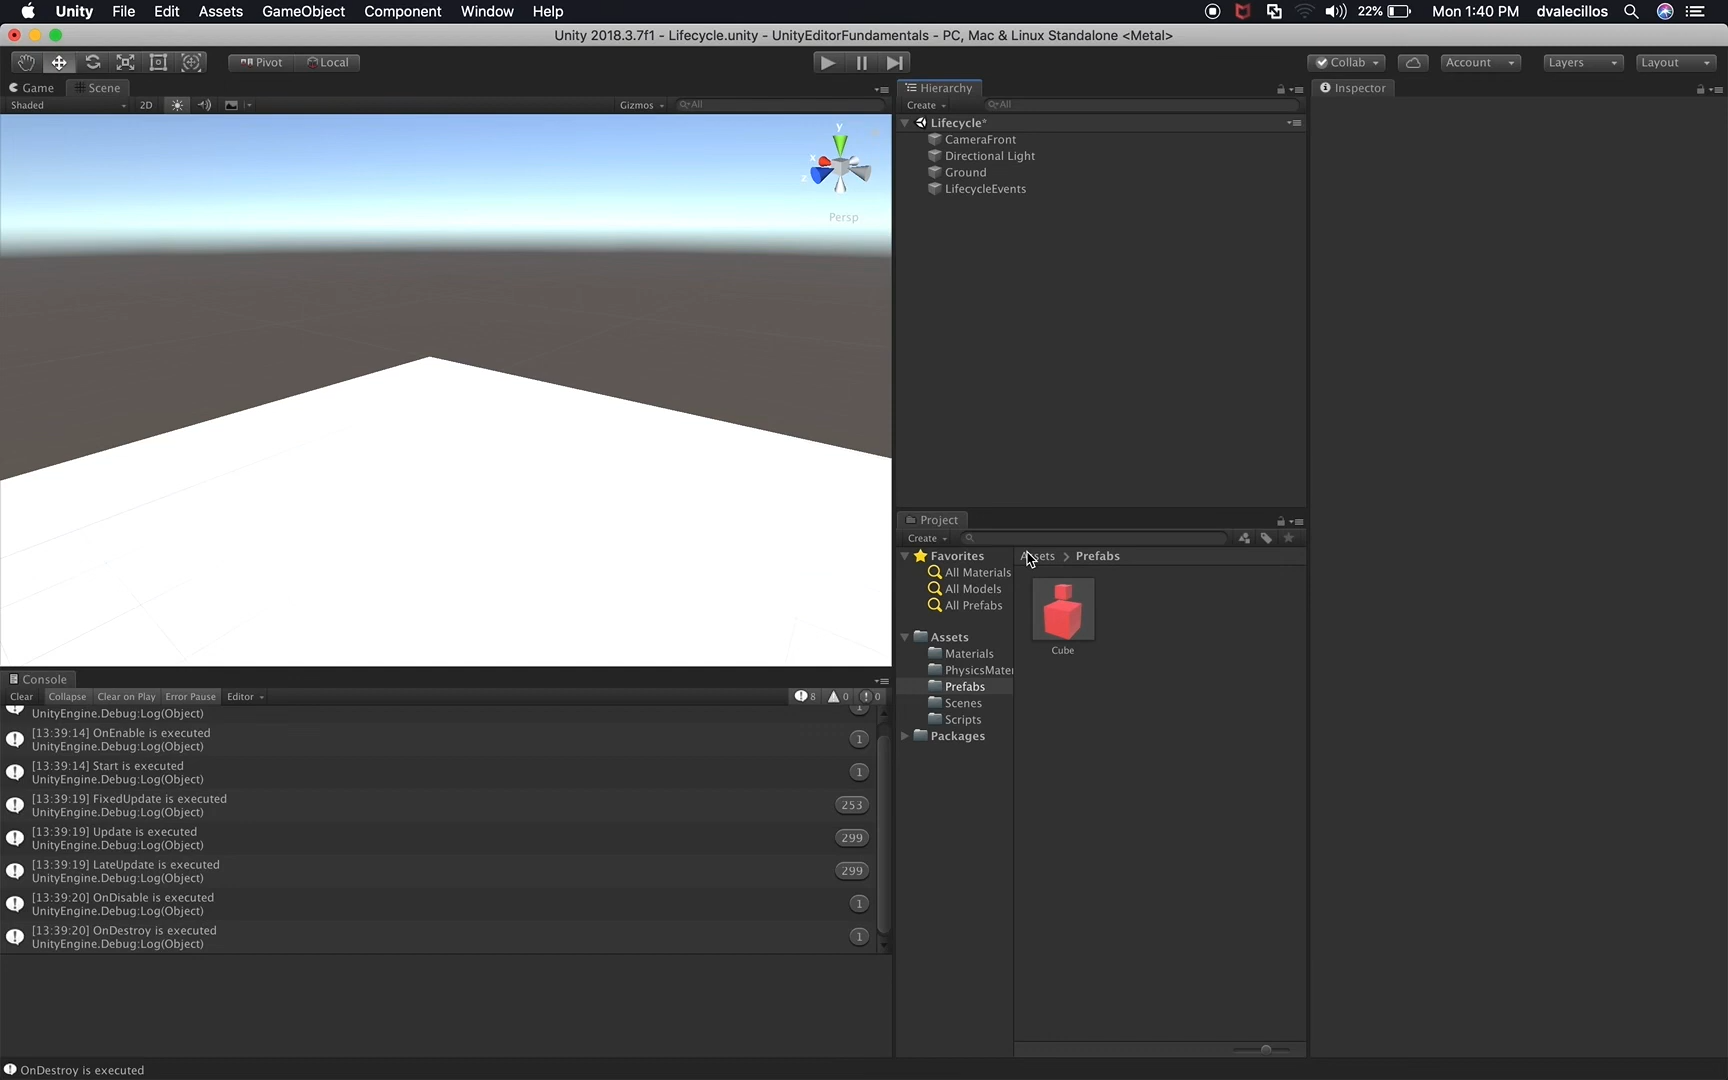 Unity File Edit Assets GameObject Component Window Help 22% Mon 1:40 PM dvalecillos
Unity 2018.3.7f1 - Lifecycle.unity - UnityEditorFundamentals - PC, Mac & Linux Standalone <Metal>
Pivot Local Collab Account Layers Layout
Game Scene
Shaded 2D Gizmos All
y
x
z
Persp
Hierarchy
Create All
Lifecycle*
CameraFront
Directional Light
Ground
LifecycleEvents
Inspector
Project
Create
Favorites
All Materials
All Models
All Prefabs
Assets
Materials
PhysicsMater
Prefabs
Scenes
Scripts
Packages
Assets > Prefabs
Cube
Console
Clear Collapse Clear on Play Error Pause Editor 8 0 0
UnityEngine.Debug:Log(Object) 1
[13:39:14] OnEnable is executed
UnityEngine.Debug:Log(Object) 1
[13:39:14] Start is executed
UnityEngine.Debug:Log(Object) 1
[13:39:19] FixedUpdate is executed
UnityEngine.Debug:Log(Object) 253
[13:39:19] Update is executed
UnityEngine.Debug:Log(Object) 299
[13:39:19] LateUpdate is executed
UnityEngine.Debug:Log(Object) 299
[13:39:20] OnDisable is executed
UnityEngine.Debug:Log(Object) 1
[13:39:20] OnDestroy is executed
UnityEngine.Debug:Log(Object) 1
OnDestroy is executed